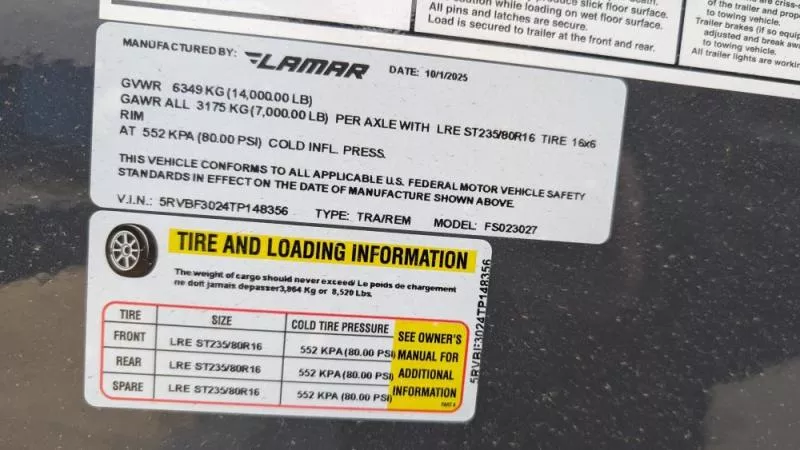 produce slick floor surface.
caution while loading on wet floor surface.
All pins and latches are secure.
Load is secured to trailer at the front and rear.
of the trailer and
to towing vehicle.
Trailer brakes (if so
adjusted and break
to towing vehicle.
All trailer lights are
MANUFACTURED BY: LAMAR DATE: 10/1/2025
GVWR 6349 KG (14,000.00 LB)
GAWR ALL 3175 KG (7,000.00 LB) PER AXLE WITH LRE ST235/80R16 TIRE 16x6
RIM
AT 552 KPA (80.00 PSI) COLD INFL. PRESS.
THIS VEHICLE CONFORMS TO ALL APPLICABLE U.S. FEDERAL MOTOR VEHICLE SAFETY
STANDARDS IN EFFECT ON THE DATE OF MANUFACTURE SHOWN ABOVE.
V.I.N.: 5RVBF3024TP148356 TYPE: TRA/REM MODEL: FS023027
TIRE AND LOADING INFORMATION
The weight of cargo should never exceed/ Le poids de chargement
ne doit jamais depasser3,864 Kg or 8,520 Lbs.
TIRE SIZE COLD TIRE PRESSURE
FRONT LRE ST235/80R16 552 KPA (80.00 PSI)
REAR LRE ST235/80R16 552 KPA (80.00 PSI)
SPARE LRE ST235/80R16 552 KPA (80.00 PSI)
SEE OWNER'S
MANUAL FOR
ADDITIONAL
INFORMATION
5RVBF3024TP148356